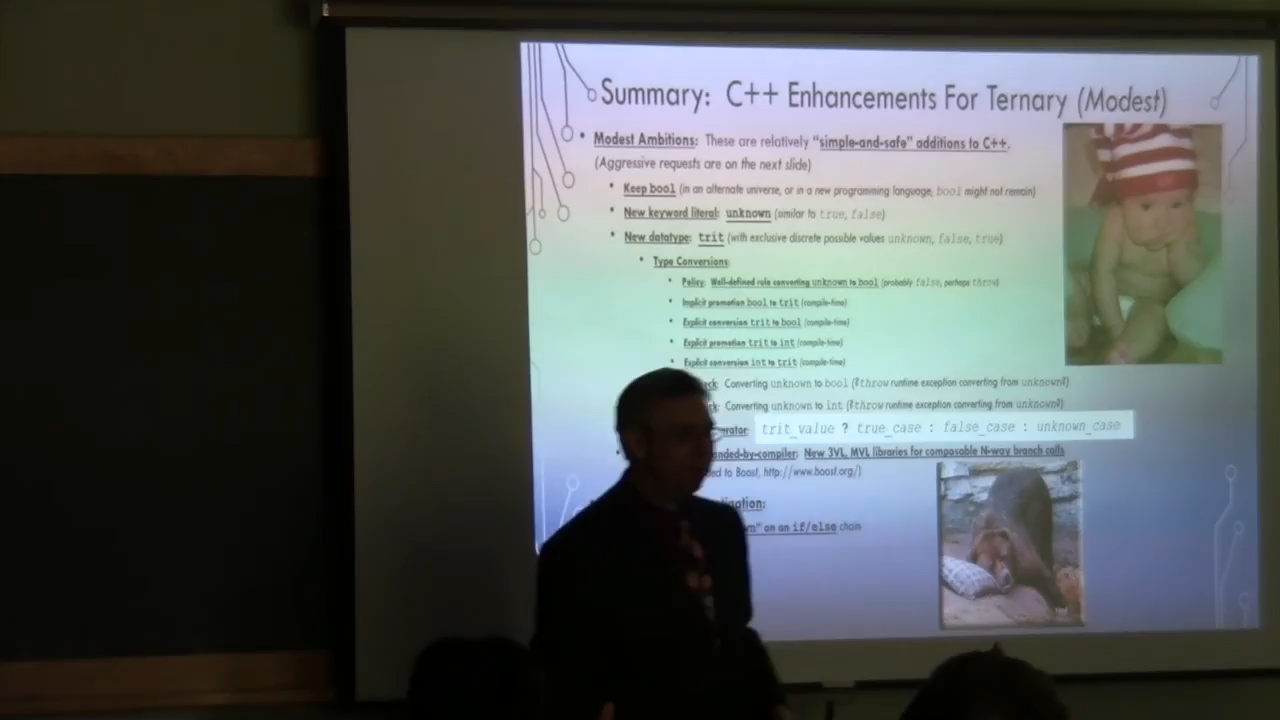 Summary: C++ Enhancements For Ternary (Modest)
• Modest Ambitions: These are relatively "simple-and-safe" additions to C++.
(Aggressive requests are on the next slide)
• Keep bool (in an alternate universe, or in a new programming language, bool might not remain)
• New keyword literal: unknown (similar to true, false)
• New datatype: trit (with exclusive discrete possible values unknown, false, true)
• Type Conversions:
• Policy: Well-defined rule converting unknown to bool (probably false, perhaps throw)
• Implicit promotion bool to trit (compile-time)
• Explicit conversion trit to bool (compile-time)
• Explicit promotion trit to int (compile-time)
• Explicit conversion int to trit (compile-time)
Converting unknown to bool (?throw runtime exception converting from unknown?)
Converting unknown to int (?throw runtime exception converting from unknown?)
trit_value ? true_case : false_case : unknown_case
-by-compiler: New 3VL, MVL libraries for composable N-way branch calls
to Boost, http://www.boost.org/)
on an if/else chain